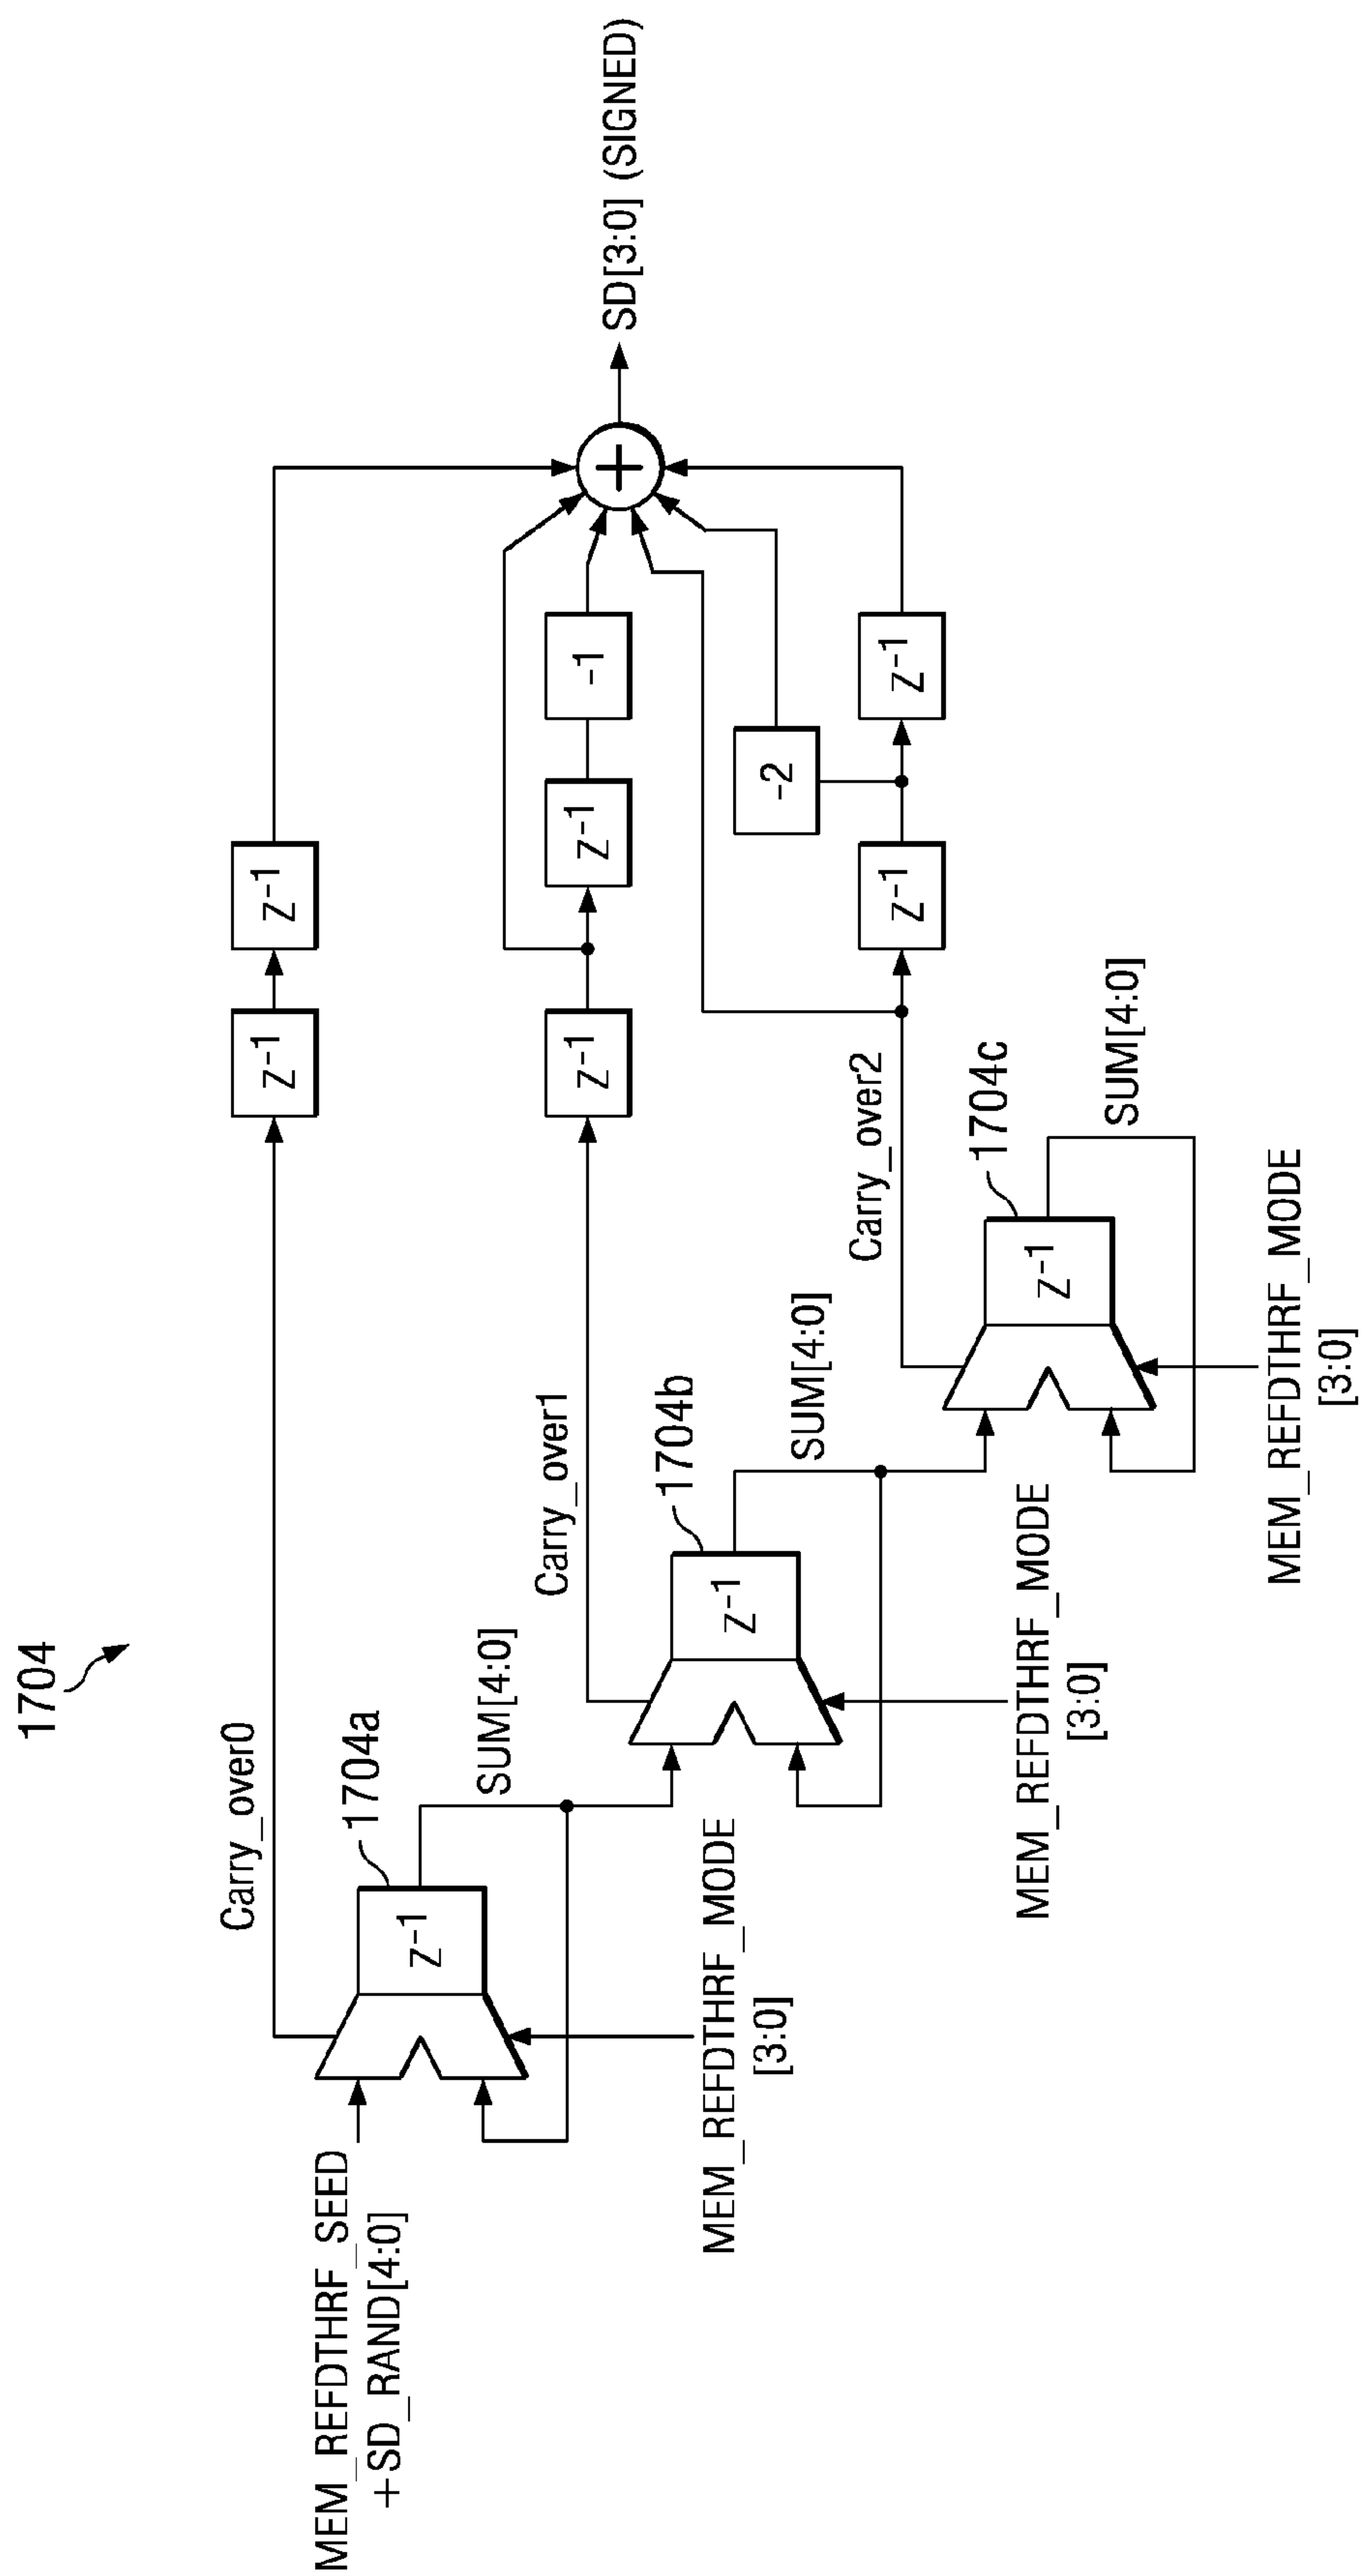 1704
MEM_REFDTHRF_SEED
+SD_RAND[4:0]
Carry_over0
1704a
Z-1
SUM[4:0]
MEM_REFDTHRF_MODE
[3:0]
Carry_over1
1704b
Z-1
SUM[4:0]
MEM_REFDTHRF_MODE
[3:0]
Carry_over2
1704c
Z-1
SUM[4:0]
MEM_REFDTHRF_MODE
[3:0]
Z-1
Z-1
Z-1
Z-1
-1
Z-1
-2
Z-1
+
SD[3:0] (SIGNED)